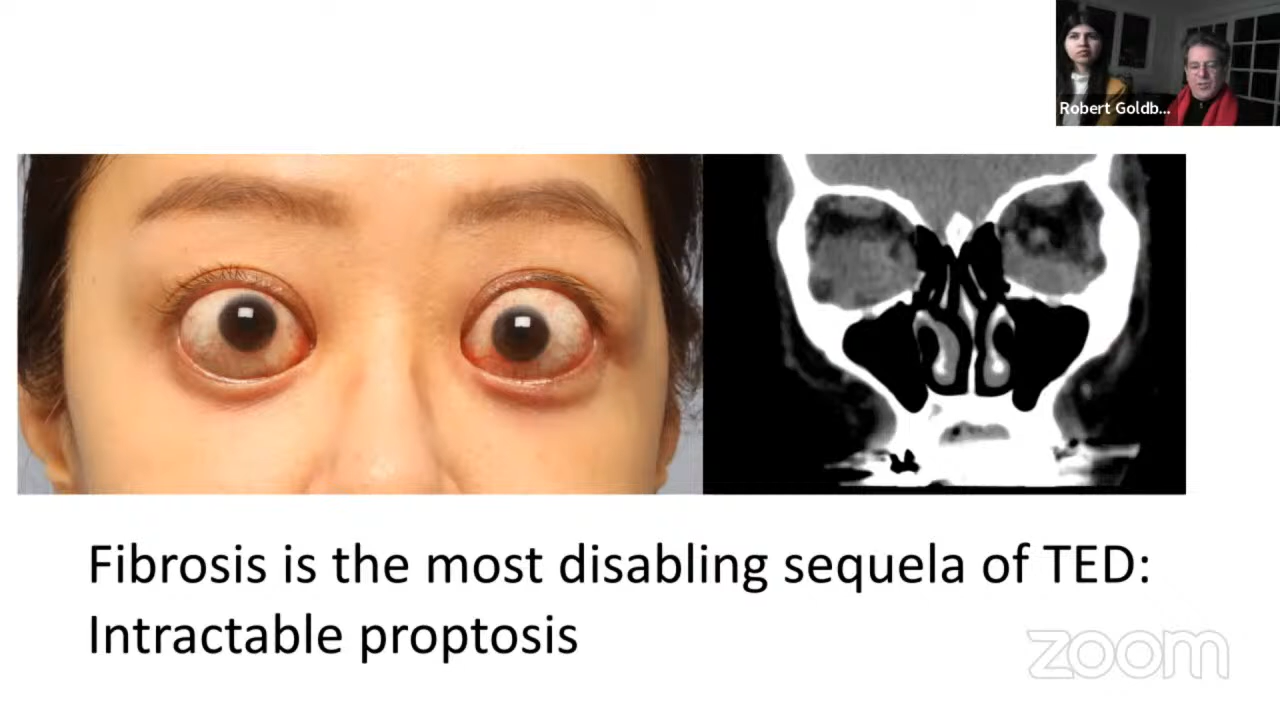 Robert Goldb...
Fibrosis is the most disabling sequela of TED:
Intractable proptosis
zoom